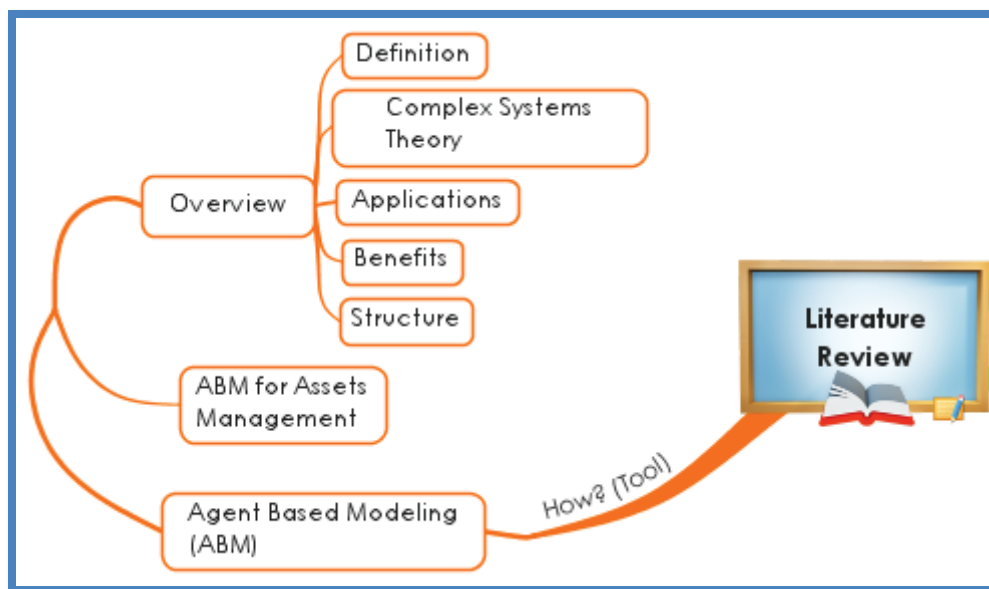 Definition
Complex Systems
Theory
Overview
Applications
Benefits
Structure
Literature
Review
ABM for Assets
Management
How? (Tool)
Agent Based Modeling
(ABM)